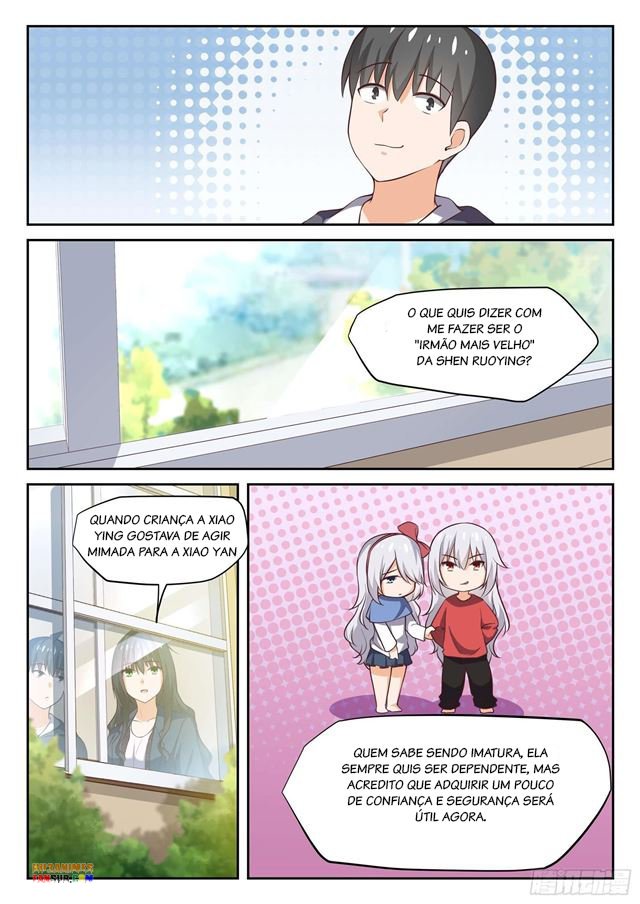 O QUE QUIS DIZER COM
ME FAZER SER O
"IRMÃO MAIS VELHO"
DA SHEN RUOYING?
QUANDO CRIANÇA A XIAO
YING GOSTAVA DE AGIR
MIMADA PARA A XIAO YAN
QUEM SABE SENDO IMATURA, ELA
SEMPRE QUIS SER DEPENDENTE, MAS
ACREDITO QUE ADQUIRIR UM POUCO
DE CONFIANÇA E SEGURANÇA SERÁ
ÚTIL AGORA.